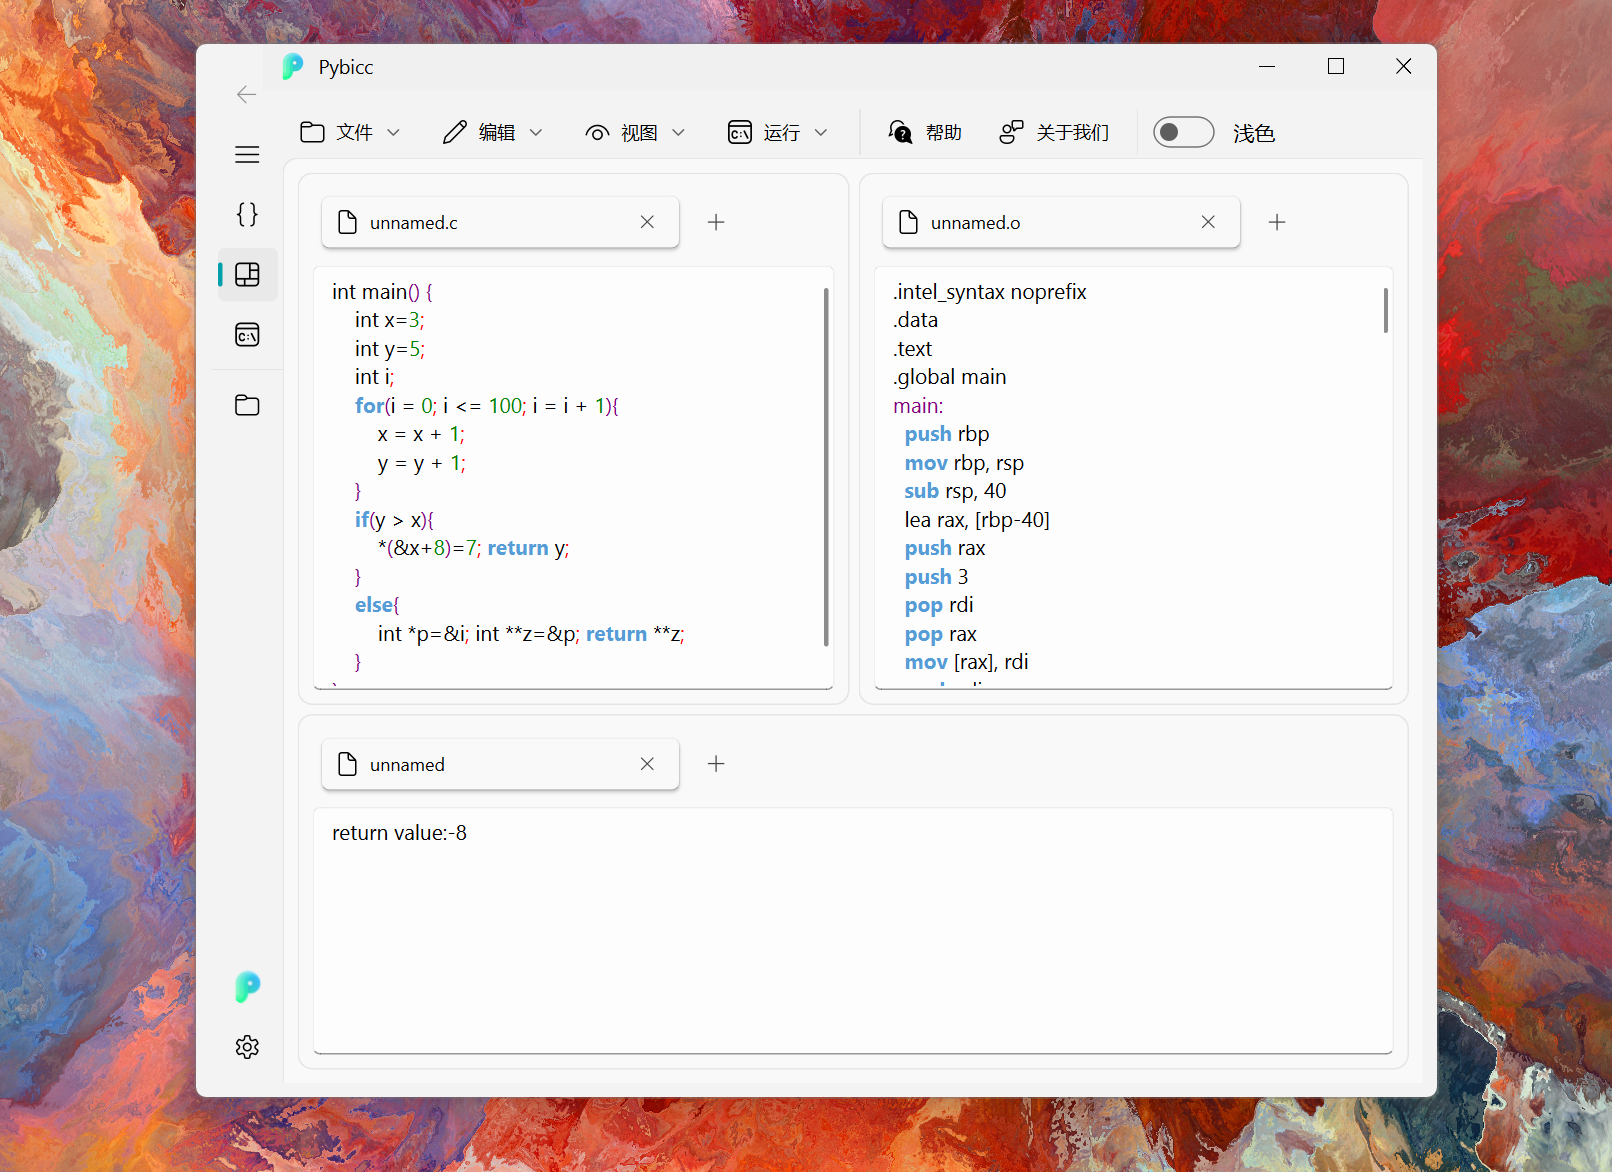 Pybicc
文件 编辑 视图 运行 帮助 关于我们 浅色
unnamed.c
int main() {
int x=3;
int y=5;
int i;
for(i = 0; i <= 100; i = i + 1){
x = x + 1;
y = y + 1;
}
if(y > x){
*(&x+8)=7; return y;
}
else{
int *p=&i; int **z=&p; return **z;
}
unnamed.o
.intel_syntax noprefix
.data
.text
.global main
main:
push rbp
mov rbp, rsp
sub rsp, 40
lea rax, [rbp-40]
push rax
push 3
pop rdi
pop rax
mov [rax], rdi
unnamed
return value:-8